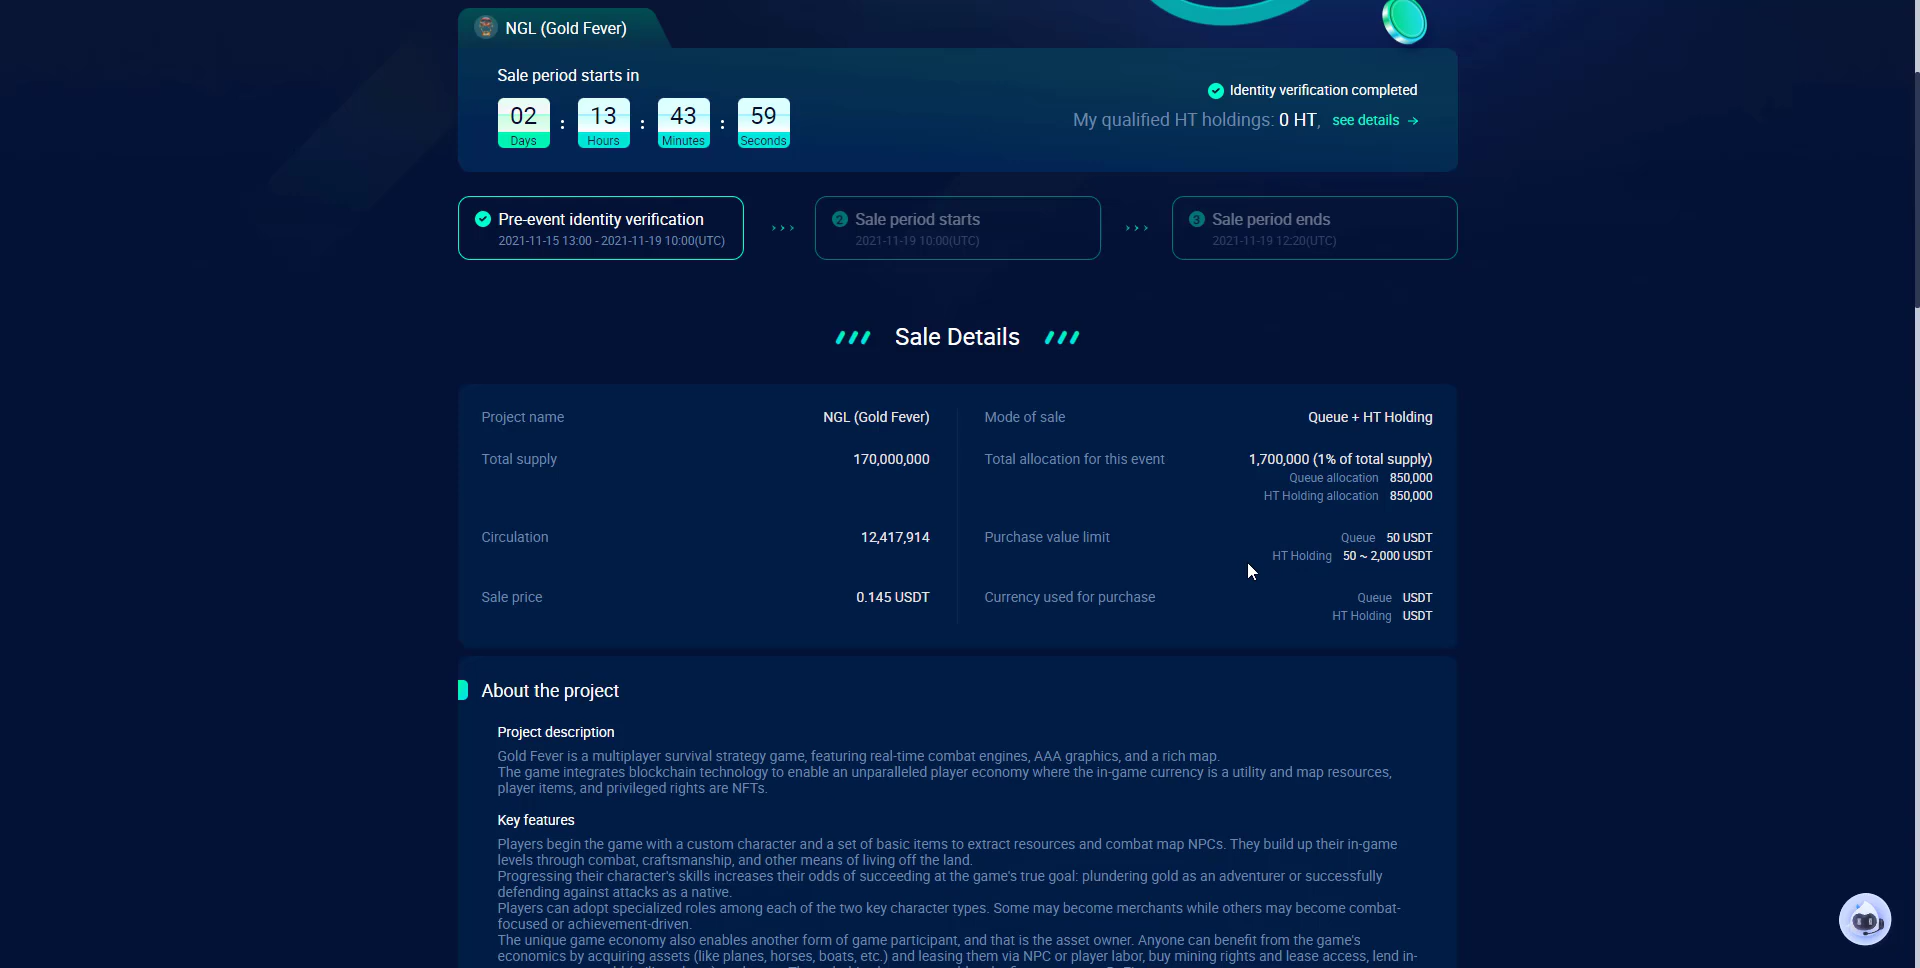 NGL (Gold Fever)
Sale period starts in
Identity verification completed
02 : 13 : 43 : 59
Days Hours Minutes Seconds
My qualified HT holdings: 0 HT, see details →
Pre-event identity verification
2021-11-15 13:00 - 2021-11-19 10:00(UTC)
2 Sale period starts
2021-11-19 10:00(UTC)
3 Sale period ends
2021-11-19 12:20(UTC)
Sale Details
Project name NGL (Gold Fever)
Mode of sale Queue + HT Holding
Total supply 170,000,000
Total allocation for this event 1,700,000 (1% of total supply)
Queue allocation 850,000
HT Holding allocation 850,000
Circulation 12,417,914
Purchase value limit Queue 50 USDT
HT Holding 50 ~ 2,000 USDT
Sale price 0.145 USDT
Currency used for purchase Queue USDT
HT Holding USDT
About the project
Project description
Gold Fever is a multiplayer survival strategy game, featuring real-time combat engines, AAA graphics, and a rich map.
The game integrates blockchain technology to enable an unparalleled player economy where the in-game currency is a utility and map resources,
player items, and privileged rights are NFTs.
Key features
Players begin the game with a custom character and a set of basic items to extract resources and combat map NPCs. They build up their in-game
levels through combat, craftsmanship, and other means of living off the land.
Progressing their character's skills increases their odds of succeeding at the game's true goal: plundering gold as an adventurer or successfully
defending against attacks as a native.
Players can adopt specialized roles among each of the two key character types. Some may become merchants while others may become combat-
focused or achievement-driven.
The unique game economy also enables another form of game participant, and that is the asset owner. Anyone can benefit from the game's
economics by acquiring assets (like planes, horses, boats, etc.) and leasing them via NPC or player labor, buy mining rights and lease access, lend in-